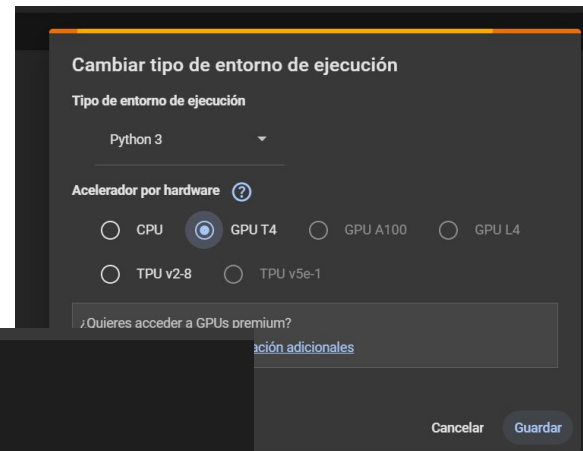 Cambiar tipo de entorno de ejecución
Tipo de entorno de ejecución
Python 3
Acelerador por hardware ?
CPU GPU T4 GPU A100 GPU L4
TPU v2-8 TPU v5e-1
¿Quieres acceder a GPUs premium?
ación adicionales
Cancelar Guardar